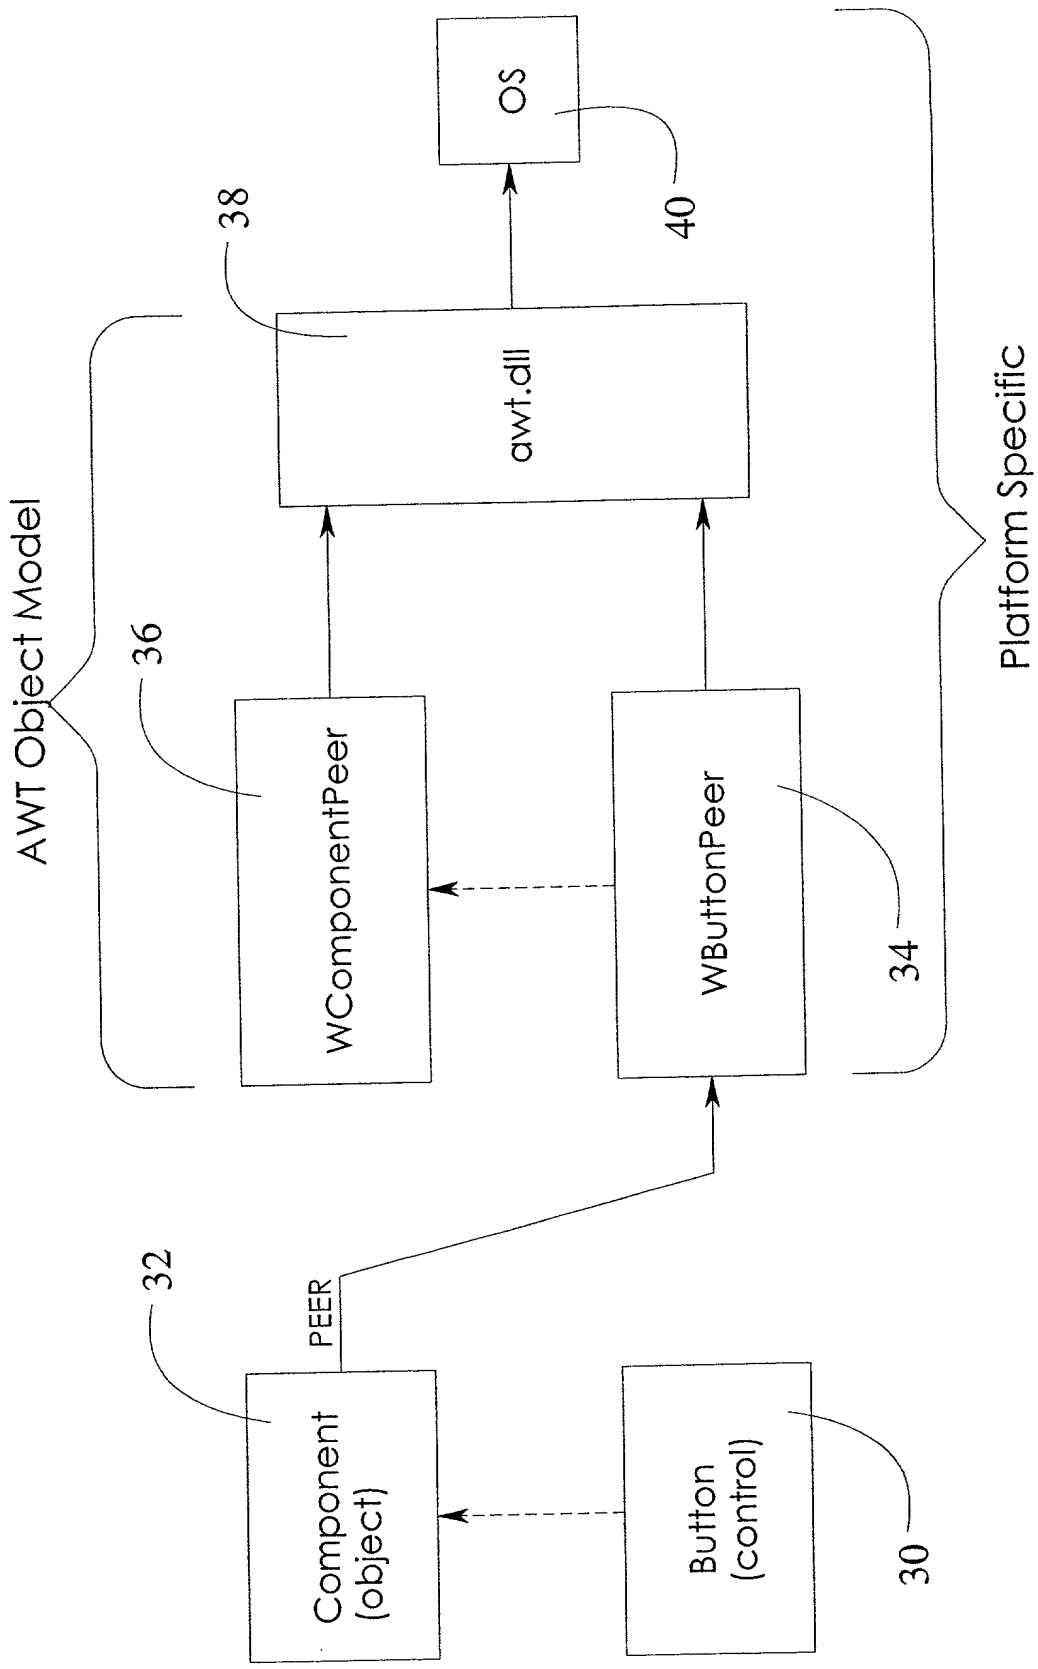 AWT Object Model
32
36
38
Component
(object)
PEER
WComponentPeer
awt.dll
OS
40
Button
(control)
WButtonPeer
30
34
Platform Specific